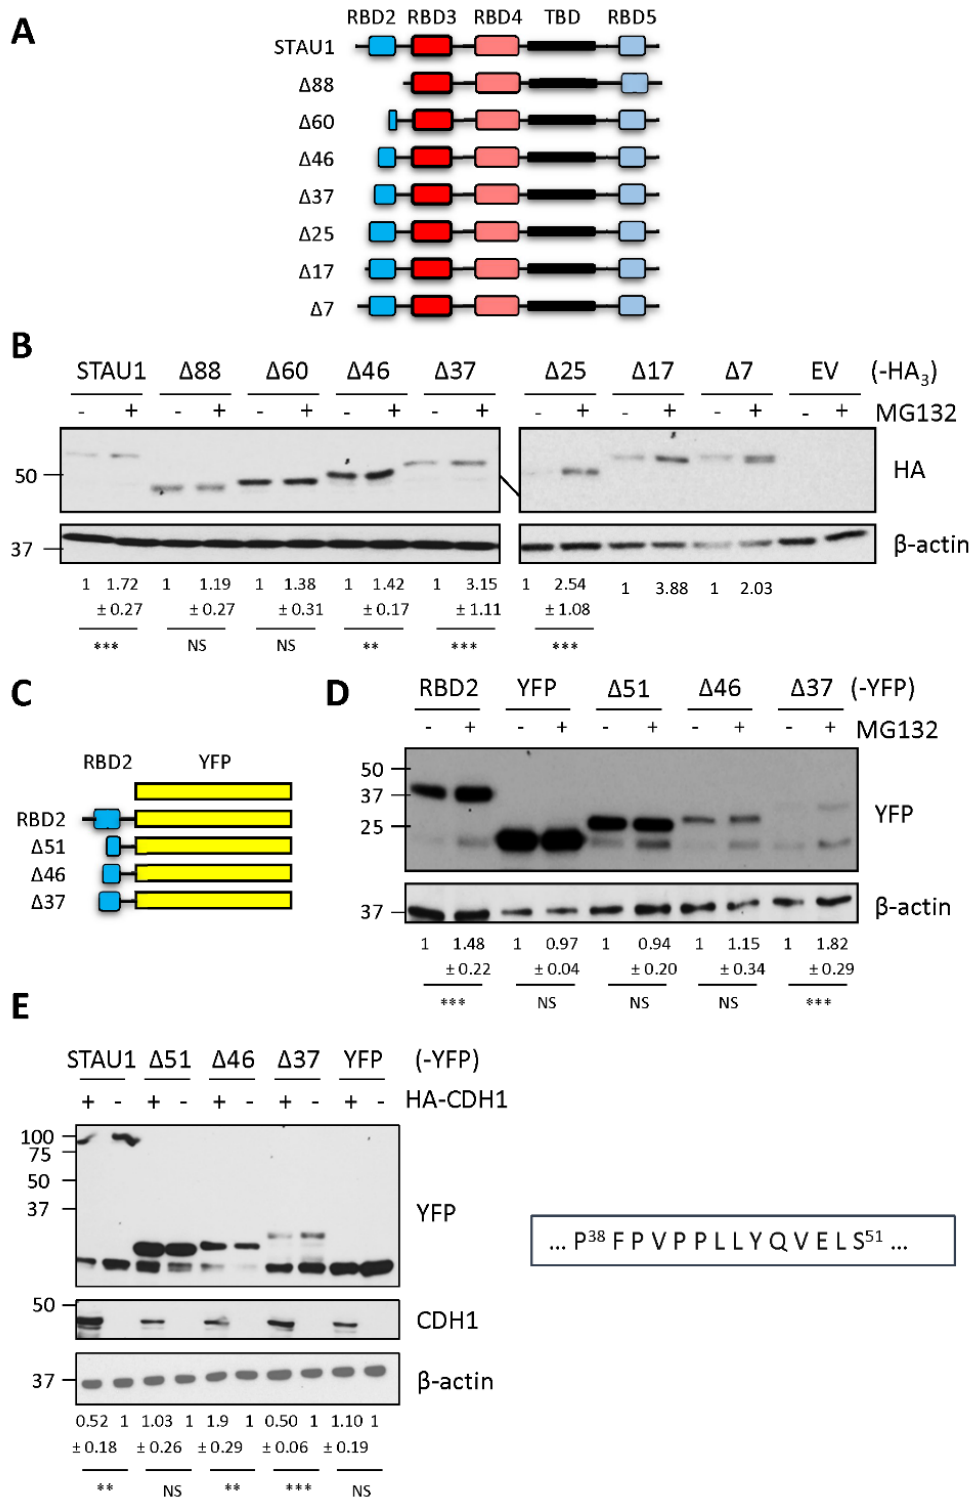 A
RBD2 RBD3 RBD4 TBD RBD5
STAU1
Δ88
Δ60
Δ46
Δ37
Δ25
Δ17
Δ7
B
STAU1 Δ88 Δ60 Δ46 Δ37 Δ25 Δ17 Δ7 EV (-HA₃)
- + - + - + - + - + - + - + - + - + MG132
50 HA
37 β-actin
1 1.72 1 1.19 1 1.38 1 1.42 1 3.15 1 2.54 1 3.88 1 2.03
± 0.27 ± 0.27 ± 0.31 ± 0.17 ± 1.11 ± 1.08
*** NS NS ** *** ***
C
RBD2 YFP
RBD2
Δ51
Δ46
Δ37
D
RBD2 YFP Δ51 Δ46 Δ37 (-YFP)
- + - + - + - + - + MG132
50
37
25
YFP
37 β-actin
1 1.48 1 0.97 1 0.94 1 1.15 1 1.82
± 0.22 ± 0.04 ± 0.20 ± 0.34 ± 0.29
*** NS NS NS ***
E
STAU1 Δ51 Δ46 Δ37 YFP (-YFP)
+ - + - + - + - + - HA-CDH1
100
75
50
37
YFP
50
CDH1
37 β-actin
0.52 1 1.03 1 1.9 1 0.50 1 1.10 1
± 0.18 ± 0.26 ± 0.29 ± 0.06 ± 0.19
** NS ** *** NS
... P³⁸ F P V P P L L Y Q V E L S⁵¹ ...